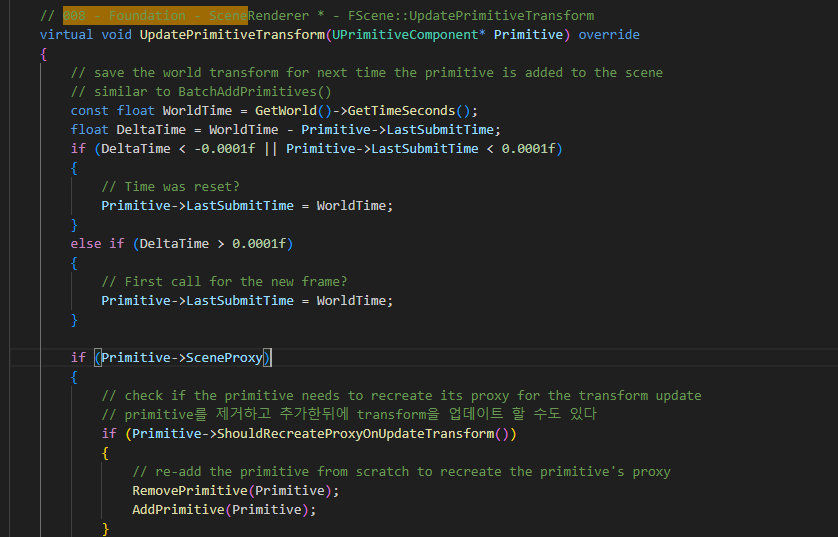 // 008 - Foundation - SceneRenderer * - FScene::UpdatePrimitiveTransform
virtual void UpdatePrimitiveTransform(UPrimitiveComponent* Primitive) override
{
// save the world transform for next time the primitive is added to the scene
// similar to BatchAddPrimitives()
const float WorldTime = GetWorld()->GetTimeSeconds();
float DeltaTime = WorldTime - Primitive->LastSubmitTime;
if (DeltaTime < -0.0001f || Primitive->LastSubmitTime < 0.0001f)
{
// Time was reset?
Primitive->LastSubmitTime = WorldTime;
}
else if (DeltaTime > 0.0001f)
{
// First call for the new frame?
Primitive->LastSubmitTime = WorldTime;
}
if (Primitive->SceneProxy)
{
// check if the primitive needs to recreate its proxy for the transform update
// primitive를 제거하고 추가한뒤에 transform을 업데이트 할 수도 있다
if (Primitive->ShouldRecreateProxyOnUpdateTransform())
{
// re-add the primitive from scratch to recreate the primitive's proxy
RemovePrimitive(Primitive);
AddPrimitive(Primitive);
}